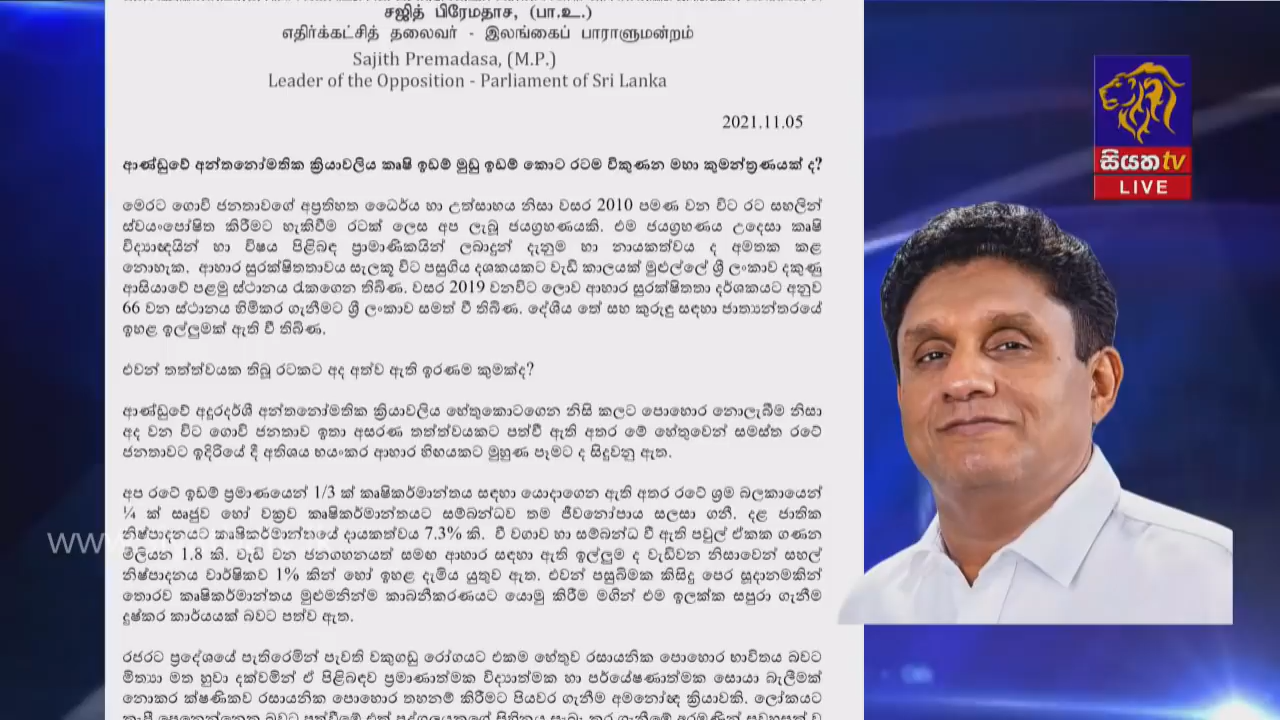 சஜித் பிரேமதாச, (பா.உ.)
எதிர்க்கட்சித் தலைவர் - இலங்கைப் பாராளுமன்றம்
Sajith Premadasa, (M.P.)
Leader of the Opposition - Parliament of Sri Lanka
2021.11.05
ආණ්ඩුවේ අත්තනෝමතික ක්‍රියාවලිය කෘෂි ඉඩම් මුඩු ඉඩම් කොට රටම විකුණන මහා කුමන්ත්‍රණයක් ද?
මෙරට ගොවි ජනතාවගේ අප්‍රතිහත ධෛර්ය හා උත්සාහය නිසා වසර 2010 පමණ වන විට රට සහලින්
ස්වයංපෝෂිත කිරීමට හැකිවීම රටක් ලෙස අප ලැබූ ජයග්‍රහණයකි. එම ජයග්‍රහණය උදෙසා කෘෂි
විද්‍යාඥයින් හා විෂය පිළිබඳ ප්‍රාමාණිකයින් ලබාදුන් දැනුම හා නායකත්වය ද අමතක කළ
නොහැක. ආහාර සුරක්ෂිතතාවය සැලකූ විට පසුගිය දශකයකට වැඩි කාලයක් මුළුල්ලේ ශ්‍රී ලංකාව දකුණු
ආසියාවේ පළමු ස්ථානය රැකගෙන තිබිණ. වසර 2019 වනවිට ලොව ආහාර සුරක්ෂිතතා දර්ශකයට අනුව
66 වන ස්ථානය හිමිකර ගැනීමට ශ්‍රී ලංකාව සමත් වී තිබිණ. දේශීය තේ සහ කුරුඳු සඳහා ජාත්‍යන්තරයේ
ඉහළ ඉල්ලුමක් ඇති වී තිබිණ.
එවන් තත්ත්වයක තිබූ රටකට අද අත්ව ඇති ඉරණම කුමක්ද?
ආණ්ඩුවේ අදූරදර්ශී අත්තනෝමතික ක්‍රියාවලිය හේතුකොටගෙන නිසි කලට පොහොර නොලැබීම නිසා
අද වන විට ගොවි ජනතාව ඉතා අසරණ තත්ත්වයකට පත්වී ඇති අතර මේ හේතුවෙන් සමස්ත රටේ
ජනතාවට ඉදිරියේ දී අතිශය භයංකර ආහාර හිඟයකට මුහුණ පෑමට ද සිදුවනු ඇත.
අප රටේ ඉඩම් ප්‍රමාණයෙන් 1/3 ක් කෘෂිකර්මාන්තය සඳහා යොදාගෙන ඇති අතර රටේ ශ්‍රම බලකායෙන්
¼ ක් සෘජුව හෝ වක්‍රව කෘෂිකර්මාන්තයට සම්බන්ධව තම ජීවනෝපාය සලසා ගනී. දළ ජාතික
නිෂ්පාදනයට කෘෂිකර්මාන්තයේ දායකත්වය 7.3% කි. වී වගාව හා සම්බන්ධ වී ඇති පවුල් ඒකක ගණන
මිලියන 1.8 කි. වැඩි වන ජනගහනයත් සමඟ ආහාර සඳහා ඇති ඉල්ලුම ද වැඩිවන නිසාවෙන් සහල්
නිෂ්පාදනය වාර්ෂිකව 1% කින් හෝ ඉහළ දැමිය යුතුව ඇත. එවන් පසුබිමක කිසිදු පෙර සූදානමකින්
තොරව කෘෂිකර්මාන්තය මුළුමනින්ම කාබනීකරණයට යොමු කිරීම මගින් එම ඉලක්ක සපුරා ගැනීම
දුෂ්කර කාර්යයක් බවට පත්ව ඇත.
රජරට ප්‍රදේශයේ පැතිරෙමින් පැවති වකුගඩු රෝගයට එකම හේතුව රසායනික පොහොර භාවිතය බවට
මිත්‍යා මත හුවා දක්වමින් ඒ පිළිබඳව ප්‍රමාණාත්මක විද්‍යාත්මක හා පර්යේෂණාත්මක සොයා බැලීමක්
නොකර ක්ෂණිකව රසායනික පොහොර තහනම් කිරීමට පියවර ගැනීම අමනෝඥ ක්‍රියාවකි. ලෝකයට
සියත tv
LIVE
ww